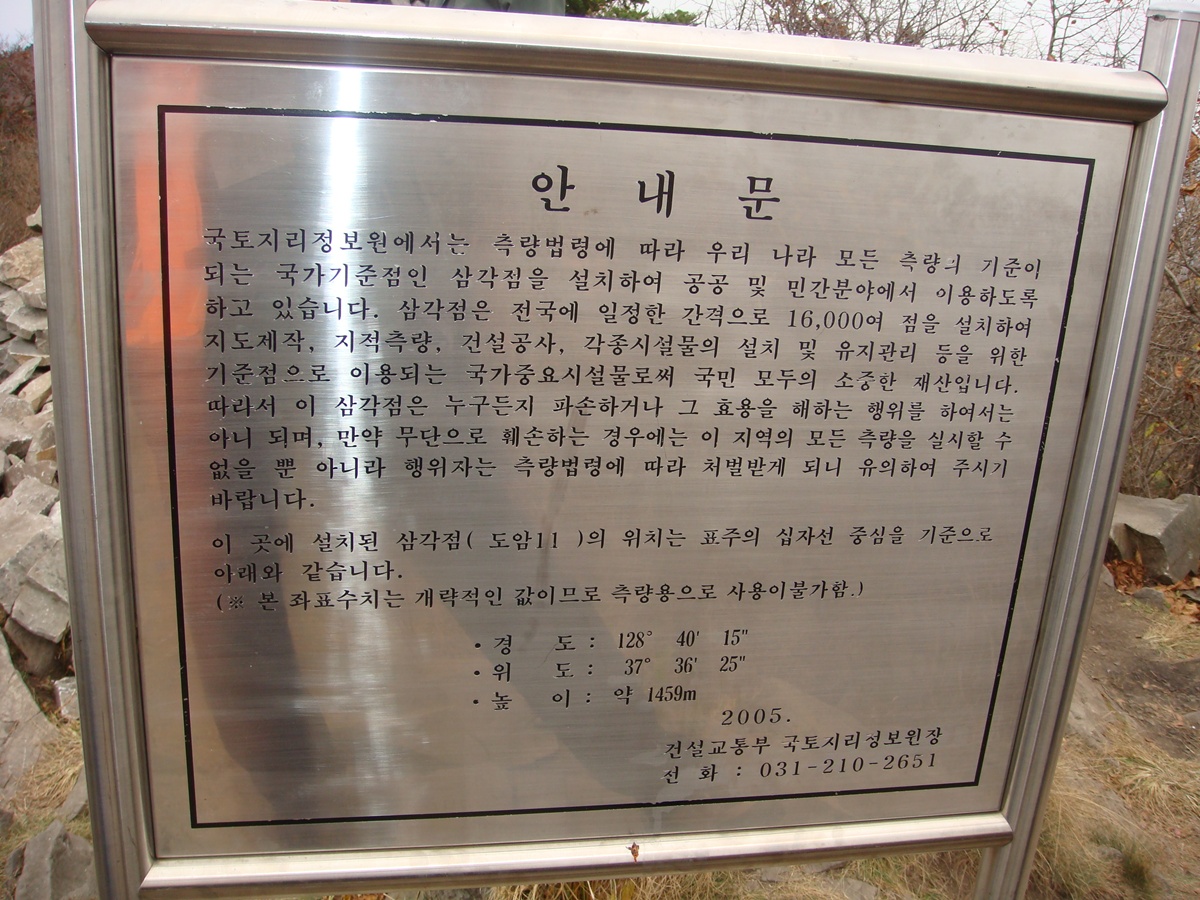 안 내 문
국토지리정보원에서는 측량법령에 따라 우리 나라 모든 측량의 기준이
되는 국가기준점인 삼각점을 설치하여 공공 및 민간분야에서 이용하도록
하고 있습니다. 삼각점은 전국에 일정한 간격으로 16,000여 점을 설치하여
지도제작, 지적측량, 건설공사, 각종시설물의 설치 및 유지관리 등을 위한
기준점으로 이용되는 국가중요시설물로써 국민 모두의 소중한 재산입니다.
따라서 이 삼각점은 누구든지 파손하거나 그 효용을 해하는 행위를 하여서는
아니 되며, 만약 무단으로 훼손하는 경우에는 이 지역의 모든 측량을 실시할 수
없을 뿐 아니라 행위자는 측량법령에 따라 처벌받게 되니 유의하여 주시기
바랍니다.
이 곳에 설치된 삼각점( 도암11 )의 위치는 표주의 십자선 중심을 기준으로
아래와 같습니다.
(※ 본 좌표수치는 개략적인 값이므로 측량용으로 사용이불가함.)
·경 도 : 128° 40' 15"
·위 도 : 37° 36' 25"
·높 이 : 약 1459m
2005.
건설교통부 국토지리정보원장
전 화 : 031-210-2651